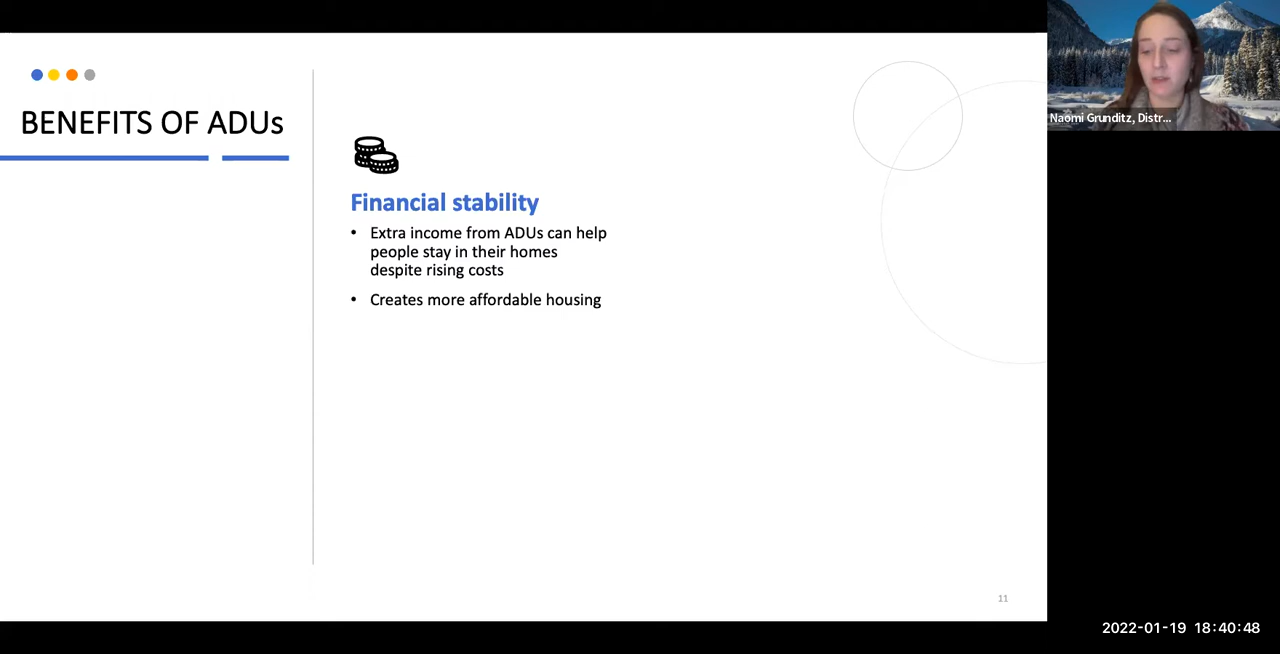 BENEFITS OF ADUs
Financial stability
• Extra income from ADUs can help
people stay in their homes
despite rising costs
• Creates more affordable housing
11
Naomi Grunditz, Distr...
2022-01-19 18:40:48